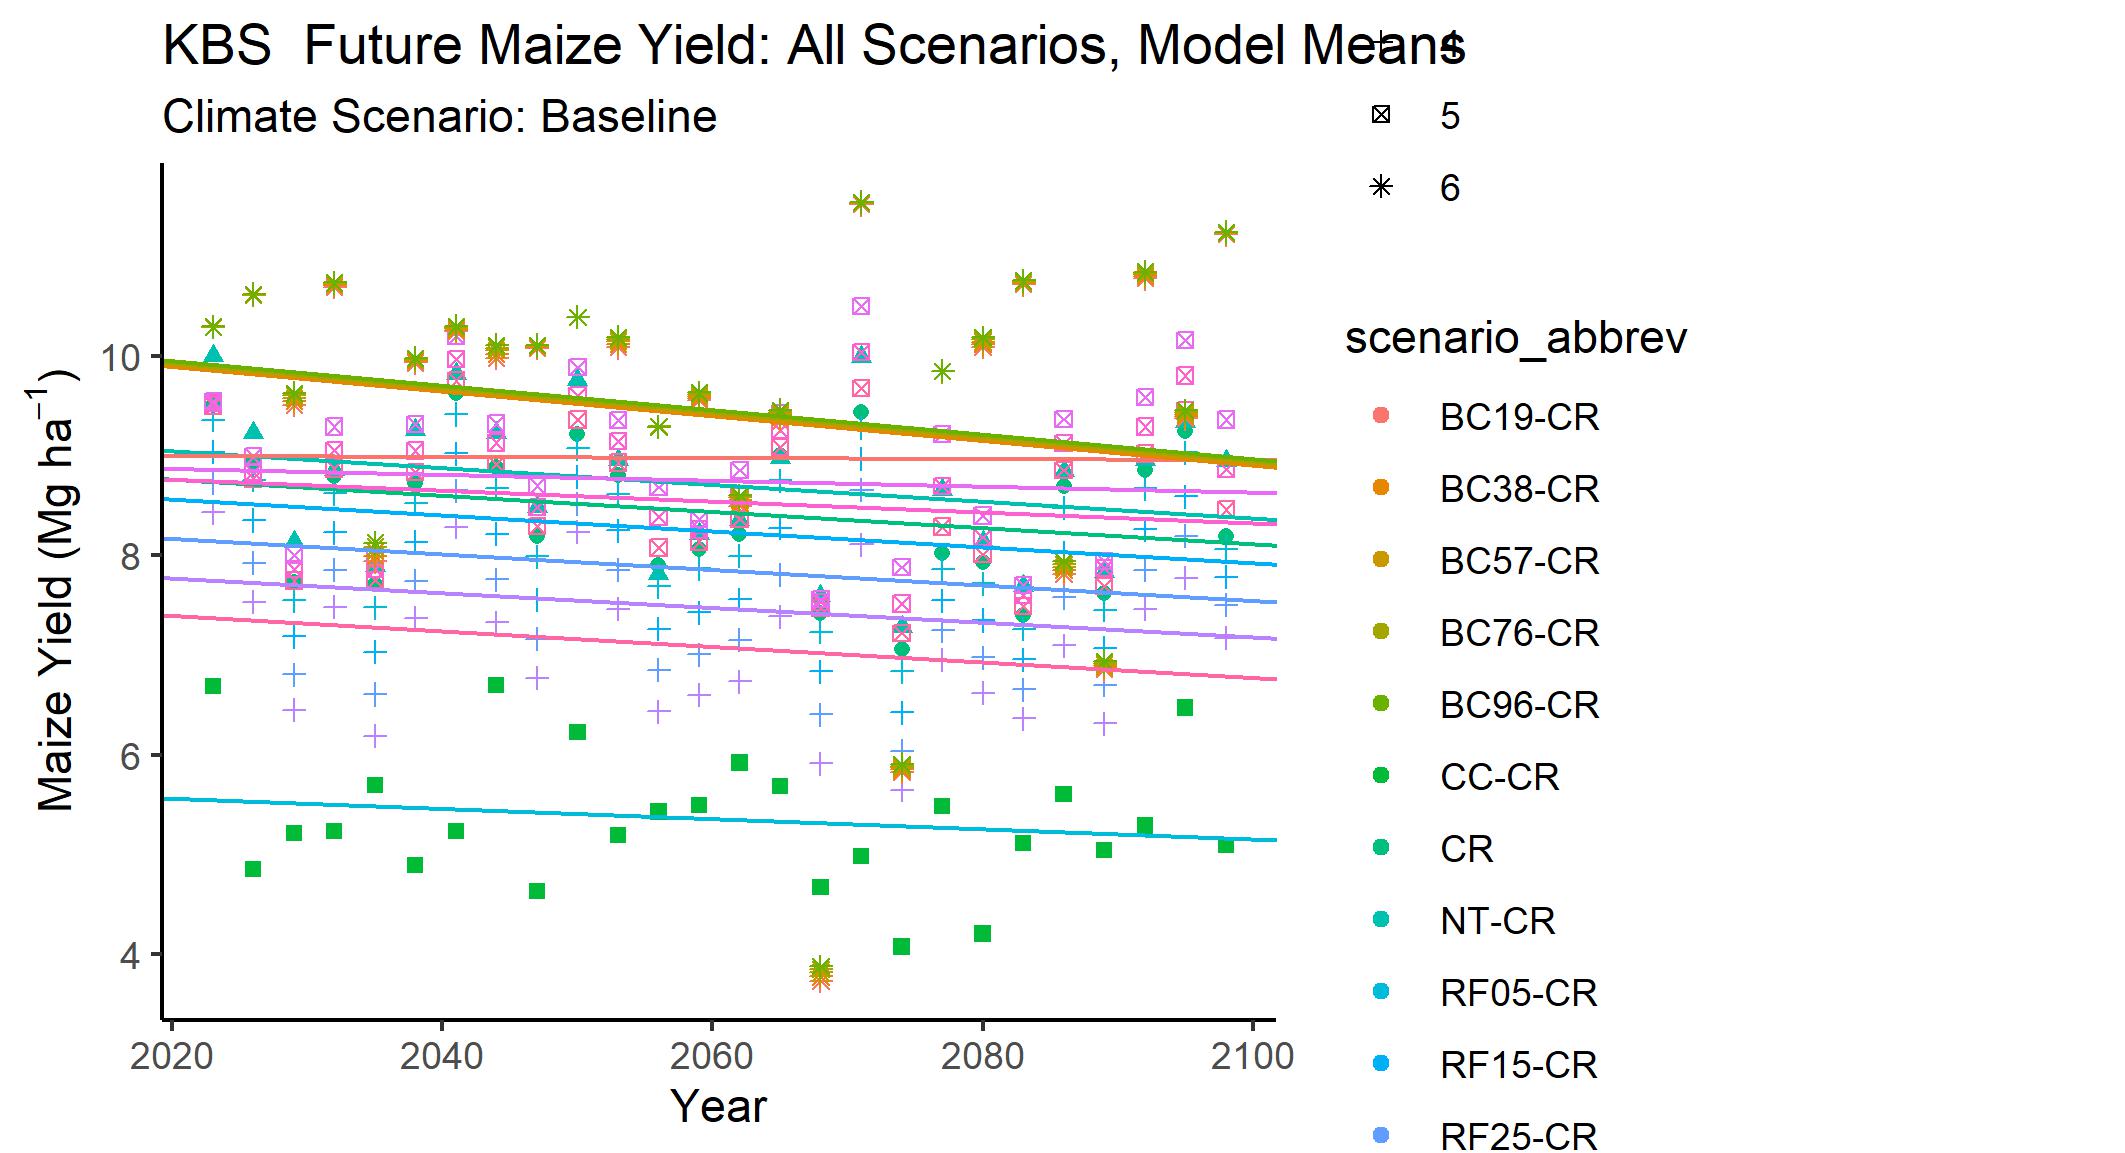 KBS  Future Maize Yield: All Scenarios, Model Means
Climate Scenario: Baseline
4
5
6
scenario_abbrev
BC19-CR
BC38-CR
BC57-CR
BC76-CR
BC96-CR
CC-CR
CR
NT-CR
RF05-CR
RF15-CR
RF25-CR
Maize Yield (Mg ha⁻¹)
10
8
6
4
2020
2040
2060
2080
2100
Year